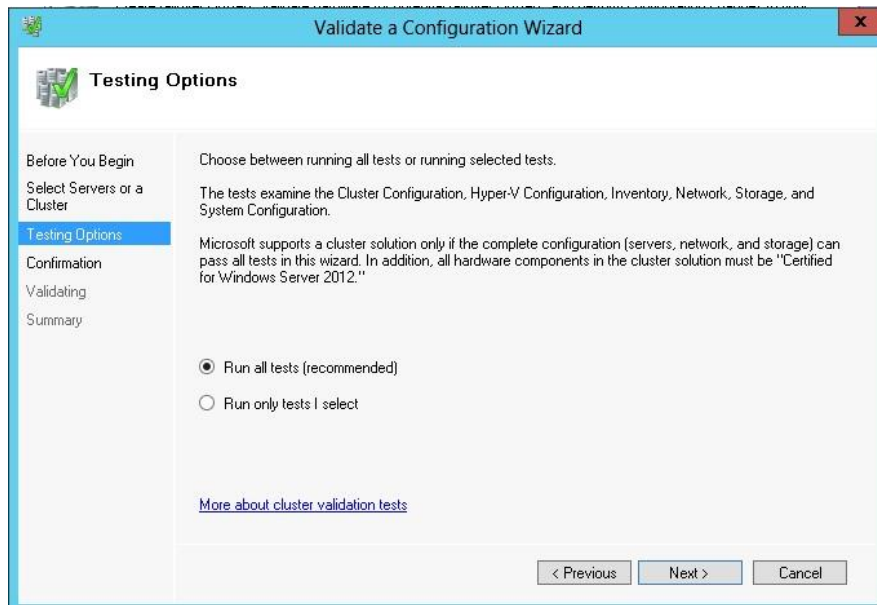 Validate a Configuration Wizard
x
Testing Options
Before You Begin
Select Servers or a
Cluster
Testing Options
Confirmation
Validating
Summary
Choose between running all tests or running selected tests.
The tests examine the Cluster Configuration, Hyper-V Configuration, Inventory, Network, Storage, and
System Configuration.
Microsoft supports a cluster solution only if the complete configuration (servers, network, and storage) can
pass all tests in this wizard. In addition, all hardware components in the cluster solution must be "Certified
for Windows Server 2012."
Run all tests (recommended)
Run only tests I select
More about cluster validation tests
< Previous
Next >
Cancel